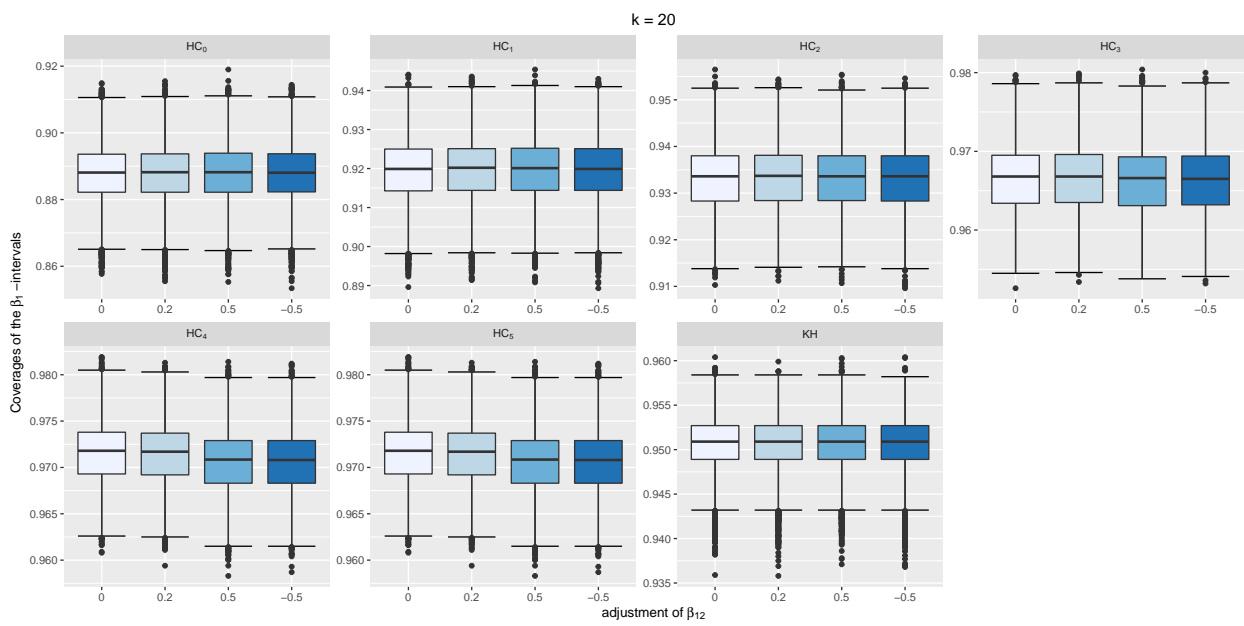 k = 20
HC₀
HC₁
HC₂
HC₃
0.92
0.90
0.88
0.86
0.94
0.93
0.92
0.91
0.90
0.89
0.95
0.94
0.93
0.92
0.91
0.98
0.97
0.96
0 0.2 0.5 −0.5
0 0.2 0.5 −0.5
0 0.2 0.5 −0.5
0 0.2 0.5 −0.5
Coverages of the β₁ −intervals
HC₄
HC₅
KH
0.980
0.975
0.970
0.965
0.960
0.980
0.975
0.970
0.965
0.960
0.960
0.955
0.950
0.945
0.940
0.935
0 0.2 0.5 −0.5
0 0.2 0.5 −0.5
0 0.2 0.5 −0.5
adjustment of β₁₂